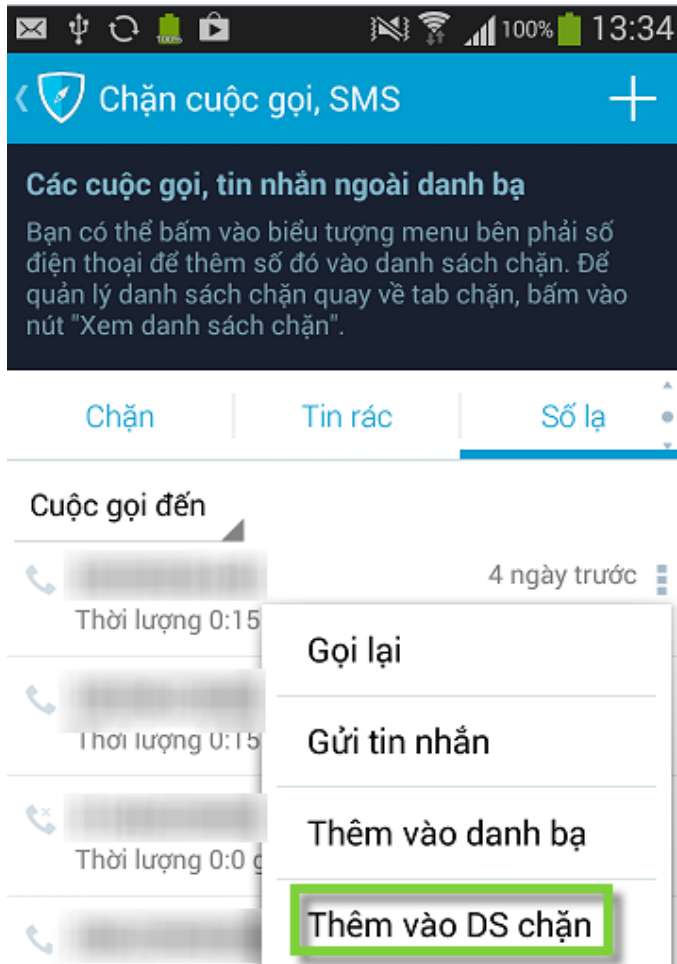 100% 100% 13:34
Chặn cuộc gọi, SMS
Các cuộc gọi, tin nhắn ngoài danh bạ
Bạn có thể bấm vào biểu tượng menu bên phải số
điện thoại để thêm số đó vào danh sách chặn. Để
quản lý danh sách chặn quay về tab chặn, bấm vào
nút "Xem danh sách chặn".
Chặn Tin rác Số lạ
Cuộc gọi đến
4 ngày trước
Thời lượng 0:15
Gọi lại
Thời lượng 0:15
Gửi tin nhắn
Thêm vào danh bạ
Thời lượng 0:0 g
Thêm vào DS chặn